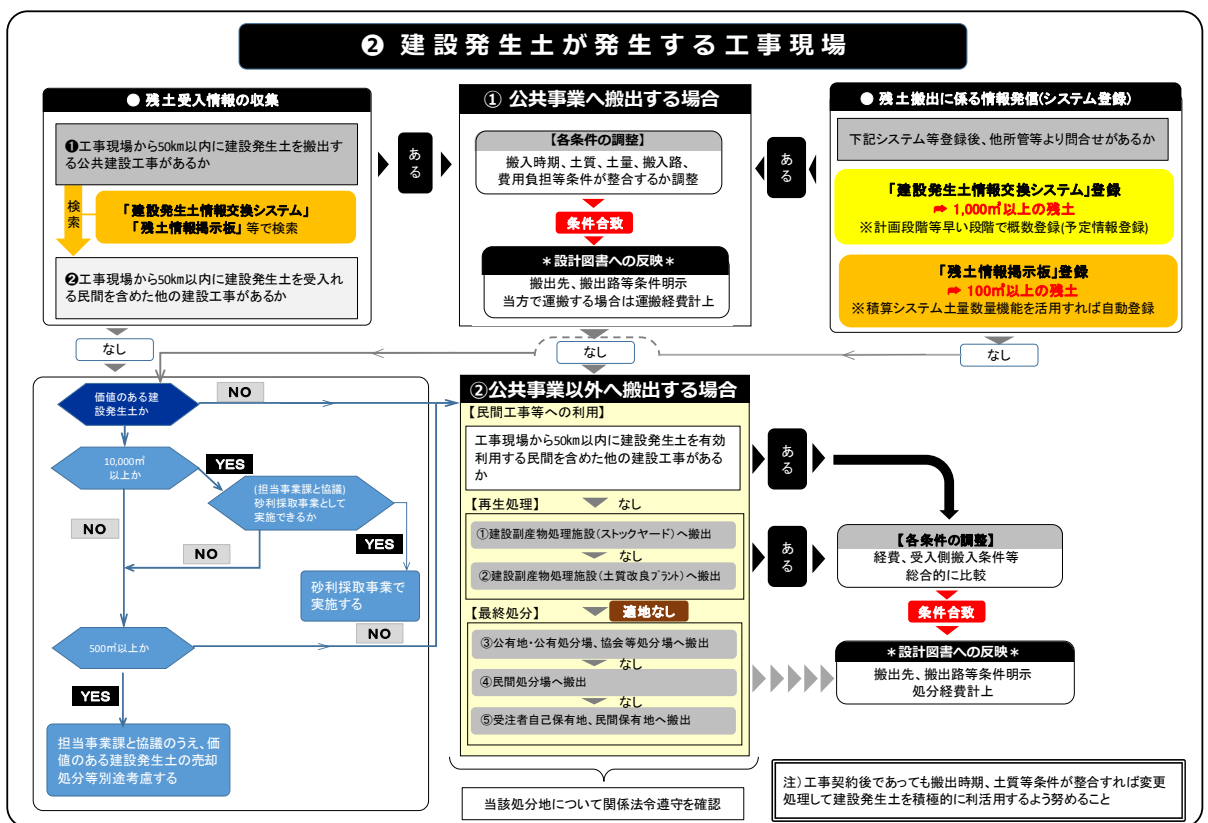 ❷ 建設発生土が発生する工事現場
● 残土受入情報の収集
❶工事現場から50km以内に建設発生土を搬出す
る公共建設工事があるか
検
索
「建設発生土情報交換システム」
「残土情報掲示板」等で検索
❷工事現場から50km以内に建設発生土を受入れ
る民間を含めた他の建設工事があるか
ある
① 公共事業へ搬出する場合
【各条件の調整】
搬入時期、土質、土量、搬入路、
費用負担等条件が整合するか調整
条件合致
＊設計図書への反映＊
搬出先、搬出路等条件明示
当方で運搬する場合は運搬経費計上
ある
● 残土搬出に係る情報発信(システム登録)
下記システム等登録後、他所管等より問合せがあるか
「建設発生土情報交換システム」登録
➡ 1,000㎥以上の残土
※計画段階等早い段階で概数登録(予定情報登録)
「残土情報掲示板」登録
➡ 100㎥以上の残土
※積算システム土量数量機能を活用すれば自動登録
なし
なし
なし
価値のある建
設発生土か
NO
10,000㎥
以上か
YES
(担当事業課と協議)
砂利採取事業として
実施できるか
NO
NO
YES
砂利採取事業で
実施する
500㎥以上か
NO
YES
担当事業課と協議のうえ、価
値のある建設発生土の売却
処分等別途考慮する
②公共事業以外へ搬出する場合
【民間工事等への利用】
工事現場から50km以内に建設発生土を有効
利用する民間を含めた他の建設工事がある
か
ある
【再生処理】
なし
①建設副産物処理施設(ストックヤード)へ搬出
なし
②建設副産物処理施設(土質改良プラント)へ搬出
ある
【最終処分】
適地なし
③公有地・公有処分場、協会等処分場へ搬出
なし
④民間処分場へ搬出
なし
⑤受注者自己保有地、民間保有地へ搬出
当該処分地について関係法令遵守を確認
【各条件の調整】
経費、受入側搬入条件等
総合的に比較
条件合致
＊設計図書への反映＊
搬出先、搬出路等条件明示
処分経費計上
注）工事契約後であっても搬出時期、土質等条件が整合すれば変更
処理して建設発生土を積極的に利活用するよう努めること